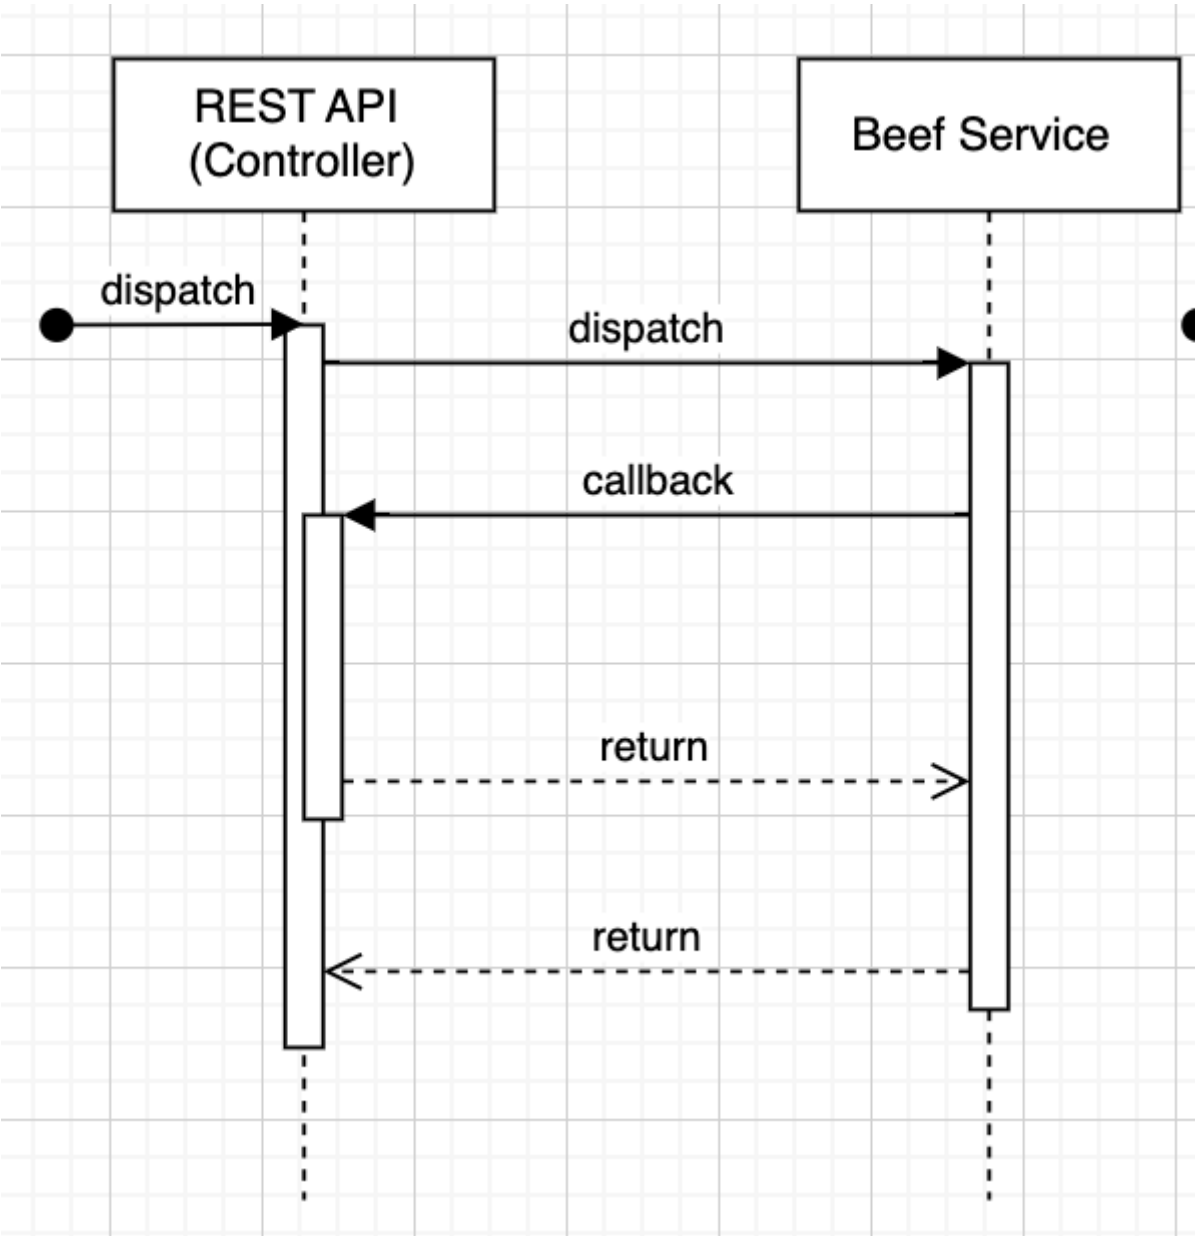 REST API
(Controller)
Beef Service
dispatch
dispatch
callback
return
return